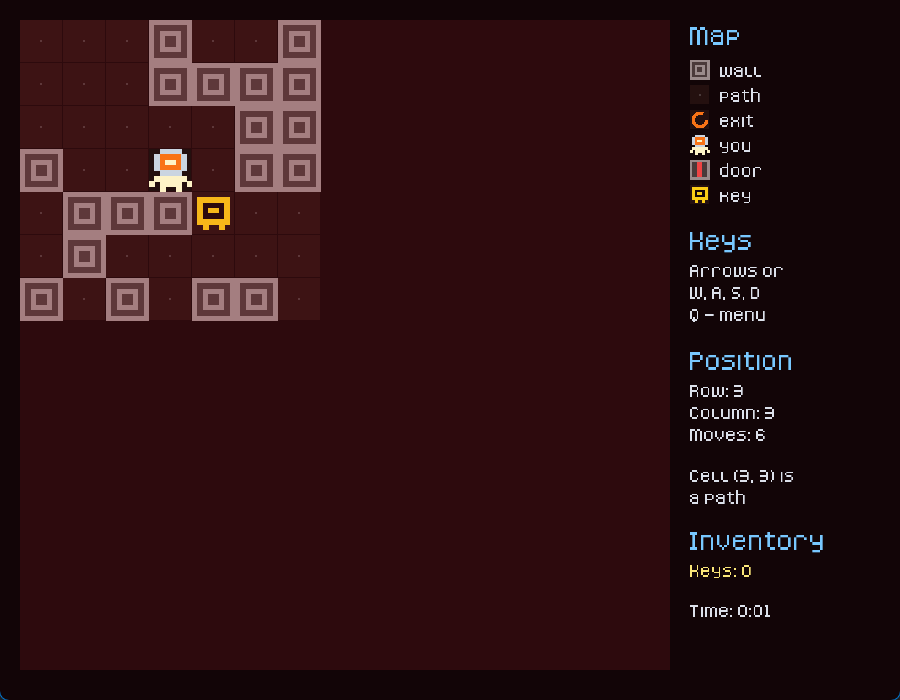 Map
wall
path
exit
you
door
key
Keys
Arrows or
W, A, S, D
Q - menu
Position
Row: 3
Column: 3
Moves: 6
Cell (3, 3) is
a path
Inventory
Keys: 0
Time: 0:01